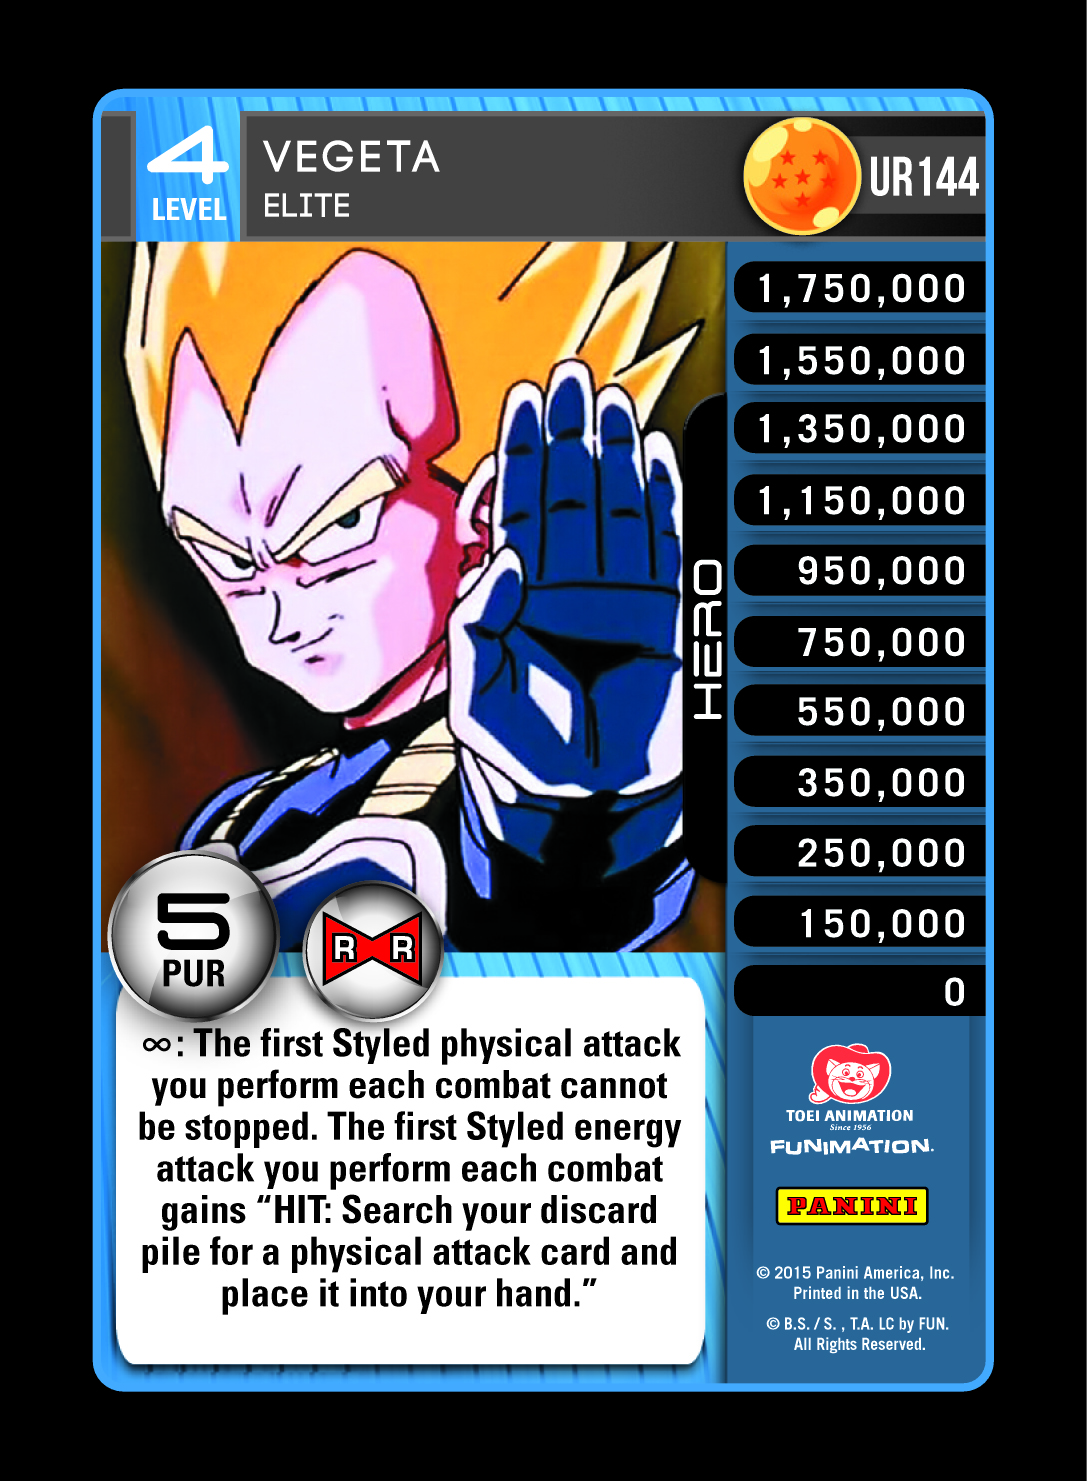 4
LEVEL
VEGETA
ELITE
UR144
1,750,000
1,550,000
1,350,000
1,150,000
950,000
750,000
550,000
350,000
250,000
150,000
0
HERO
5
PUR
R R
∞: The first Styled physical attack
you perform each combat cannot
be stopped. The first Styled energy
attack you perform each combat
gains “HIT: Search your discard
pile for a physical attack card and
place it into your hand.”
TOEI ANIMATION
Since 1956
FUNIMATION.
PANINI
© 2015 Panini America, Inc.
Printed in the USA.
© B.S. / S. , T.A. LC by FUN.
All Rights Reserved.